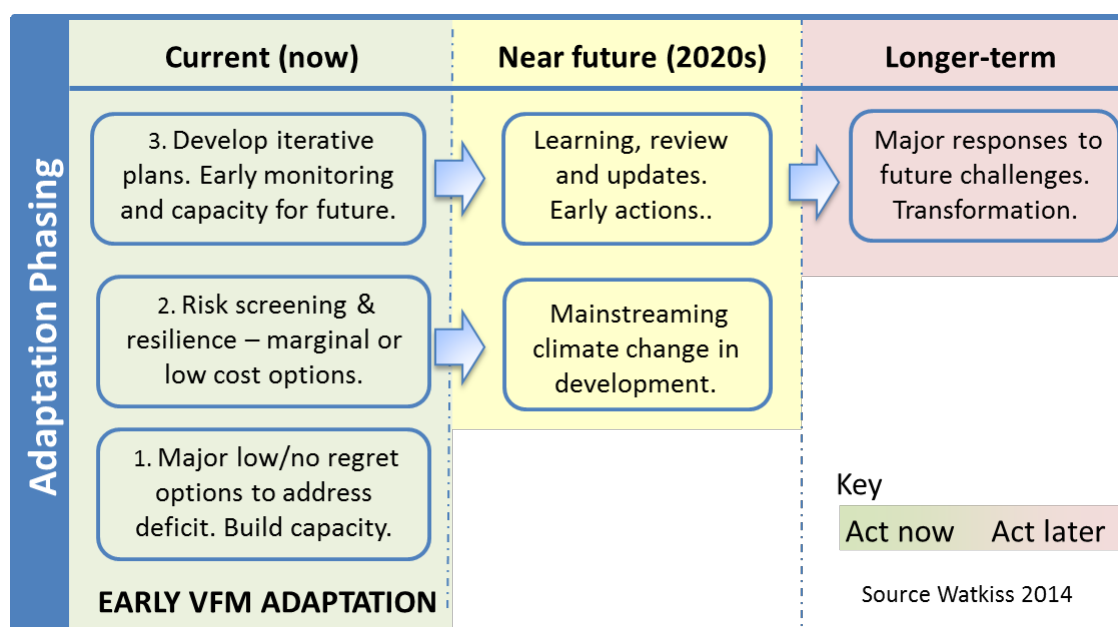 Adaptation Phasing
Current (now)
Near future (2020s)
Longer-term
3. Develop iterative
plans. Early monitoring
and capacity for future.
Learning, review
and updates.
Early actions..
Major responses to
future challenges.
Transformation.
2. Risk screening &
resilience – marginal or
low cost options.
Mainstreaming
climate change in
development.
1. Major low/no regret
options to address
deficit. Build capacity.
EARLY VFM ADAPTATION
Key
Act now
Act later
Source Watkiss 2014